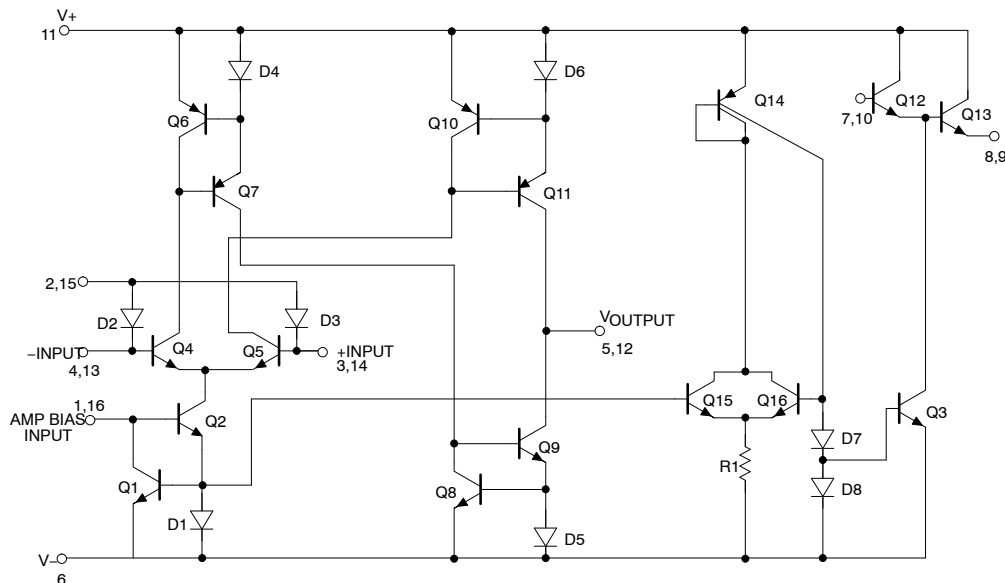 V+
11
D4
D6
Q6
Q10
Q14
Q12
Q13
7,10
8,9
Q7
Q11
2,15
D2
D3
VOUTPUT
5,12
−INPUT
4,13
Q4
Q5
+INPUT
3,14
1,16
AMP BIAS
INPUT
Q2
Q15
Q16
Q3
D7
Q9
R1
Q1
Q8
D8
D1
D5
V−
6